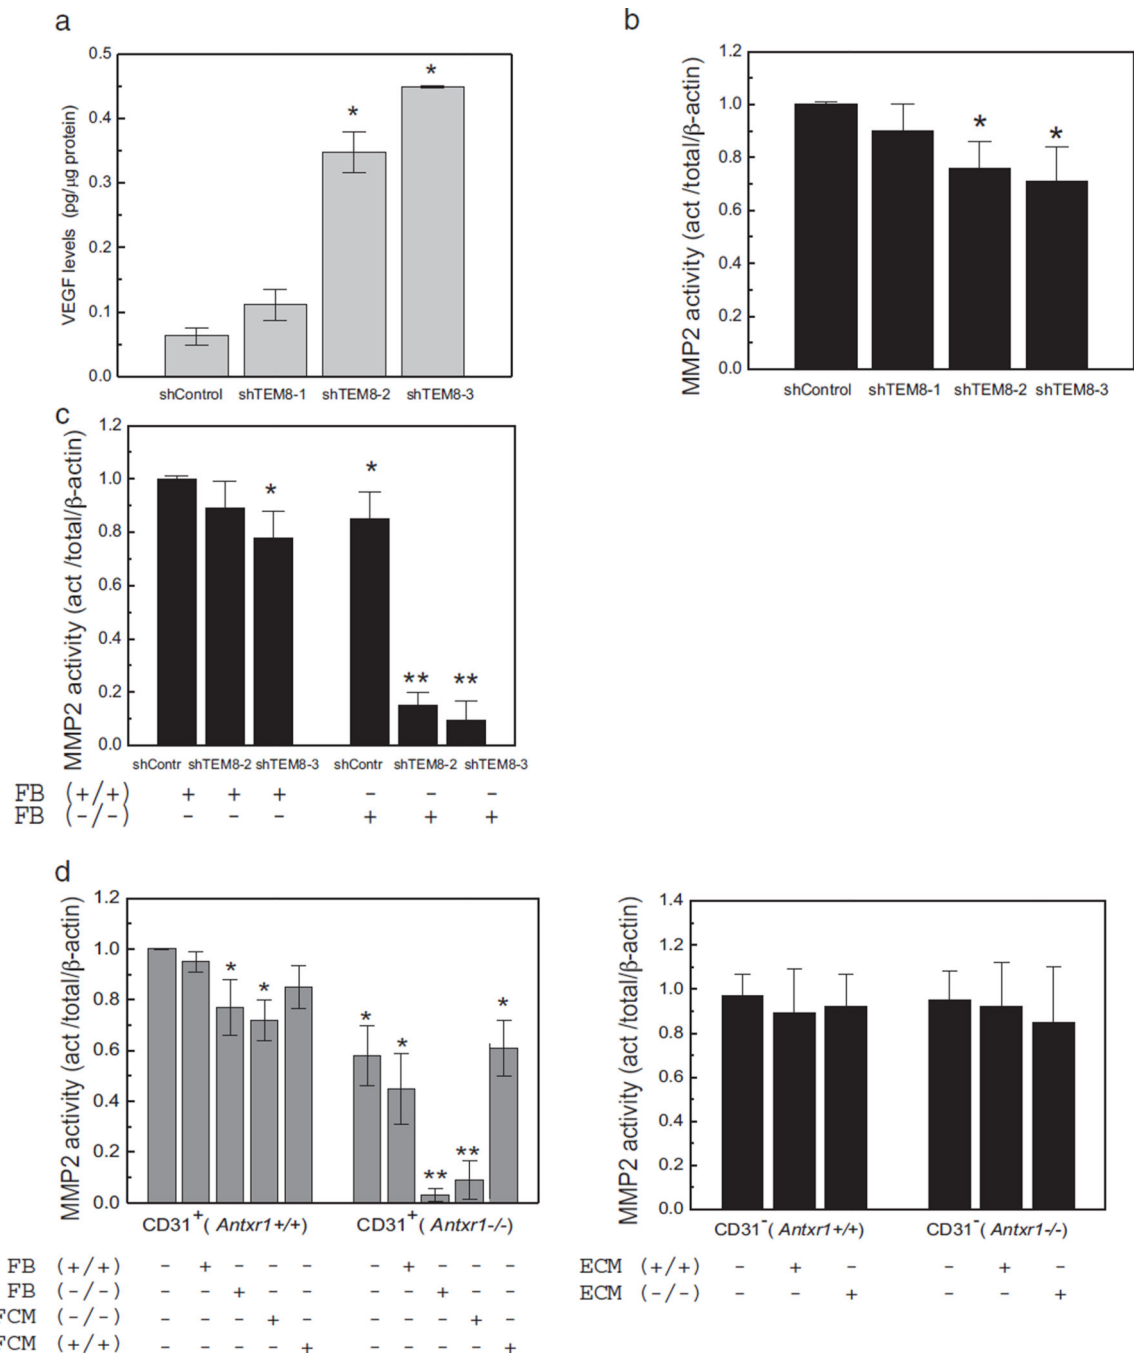 a
VEGF levels (pg/µg protein)
0.5
0.4
0.3
0.2
0.1
0.0
*
*
shControl shTEM8-1 shTEM8-2 shTEM8-3
b
MMP2 activity (act /total/β-actin)
1.2
1.0
0.8
0.6
0.4
0.2
0.0
*
*
shControl shTEM8-1 shTEM8-2 shTEM8-3
c
MMP2 activity (act /total/β-actin)
1.2
1.0
0.8
0.6
0.4
0.2
0.0
*
*
** **
shContr shTEM8-2 shTEM8-3 shContr shTEM8-2 shTEM8-3
FB (+/+) + + + - - -
FB (-/-) - - - + + +
d
MMP2 activity (act /total/β-actin)
1.2
1.0
0.8
0.6
0.4
0.2
0.0
* * * * ** ** *
CD31+( Antxr1+/+) CD31+( Antxr1-/-)
FB (+/+) - + - - - - + - - -
FB (-/-) - - + - - - - + - -
FCM (-/-) - - - + - - - - + -
FCM (+/+) - - - - + - - - - +
MMP2 activity (act /total/β-actin)
1.4
1.2
1.0
0.8
0.6
0.4
0.2
0.0
CD31-( Antxr1+/+) CD31-( Antxr1-/-)
ECM (+/+) - + - - + -
ECM (-/-) - - + - - +